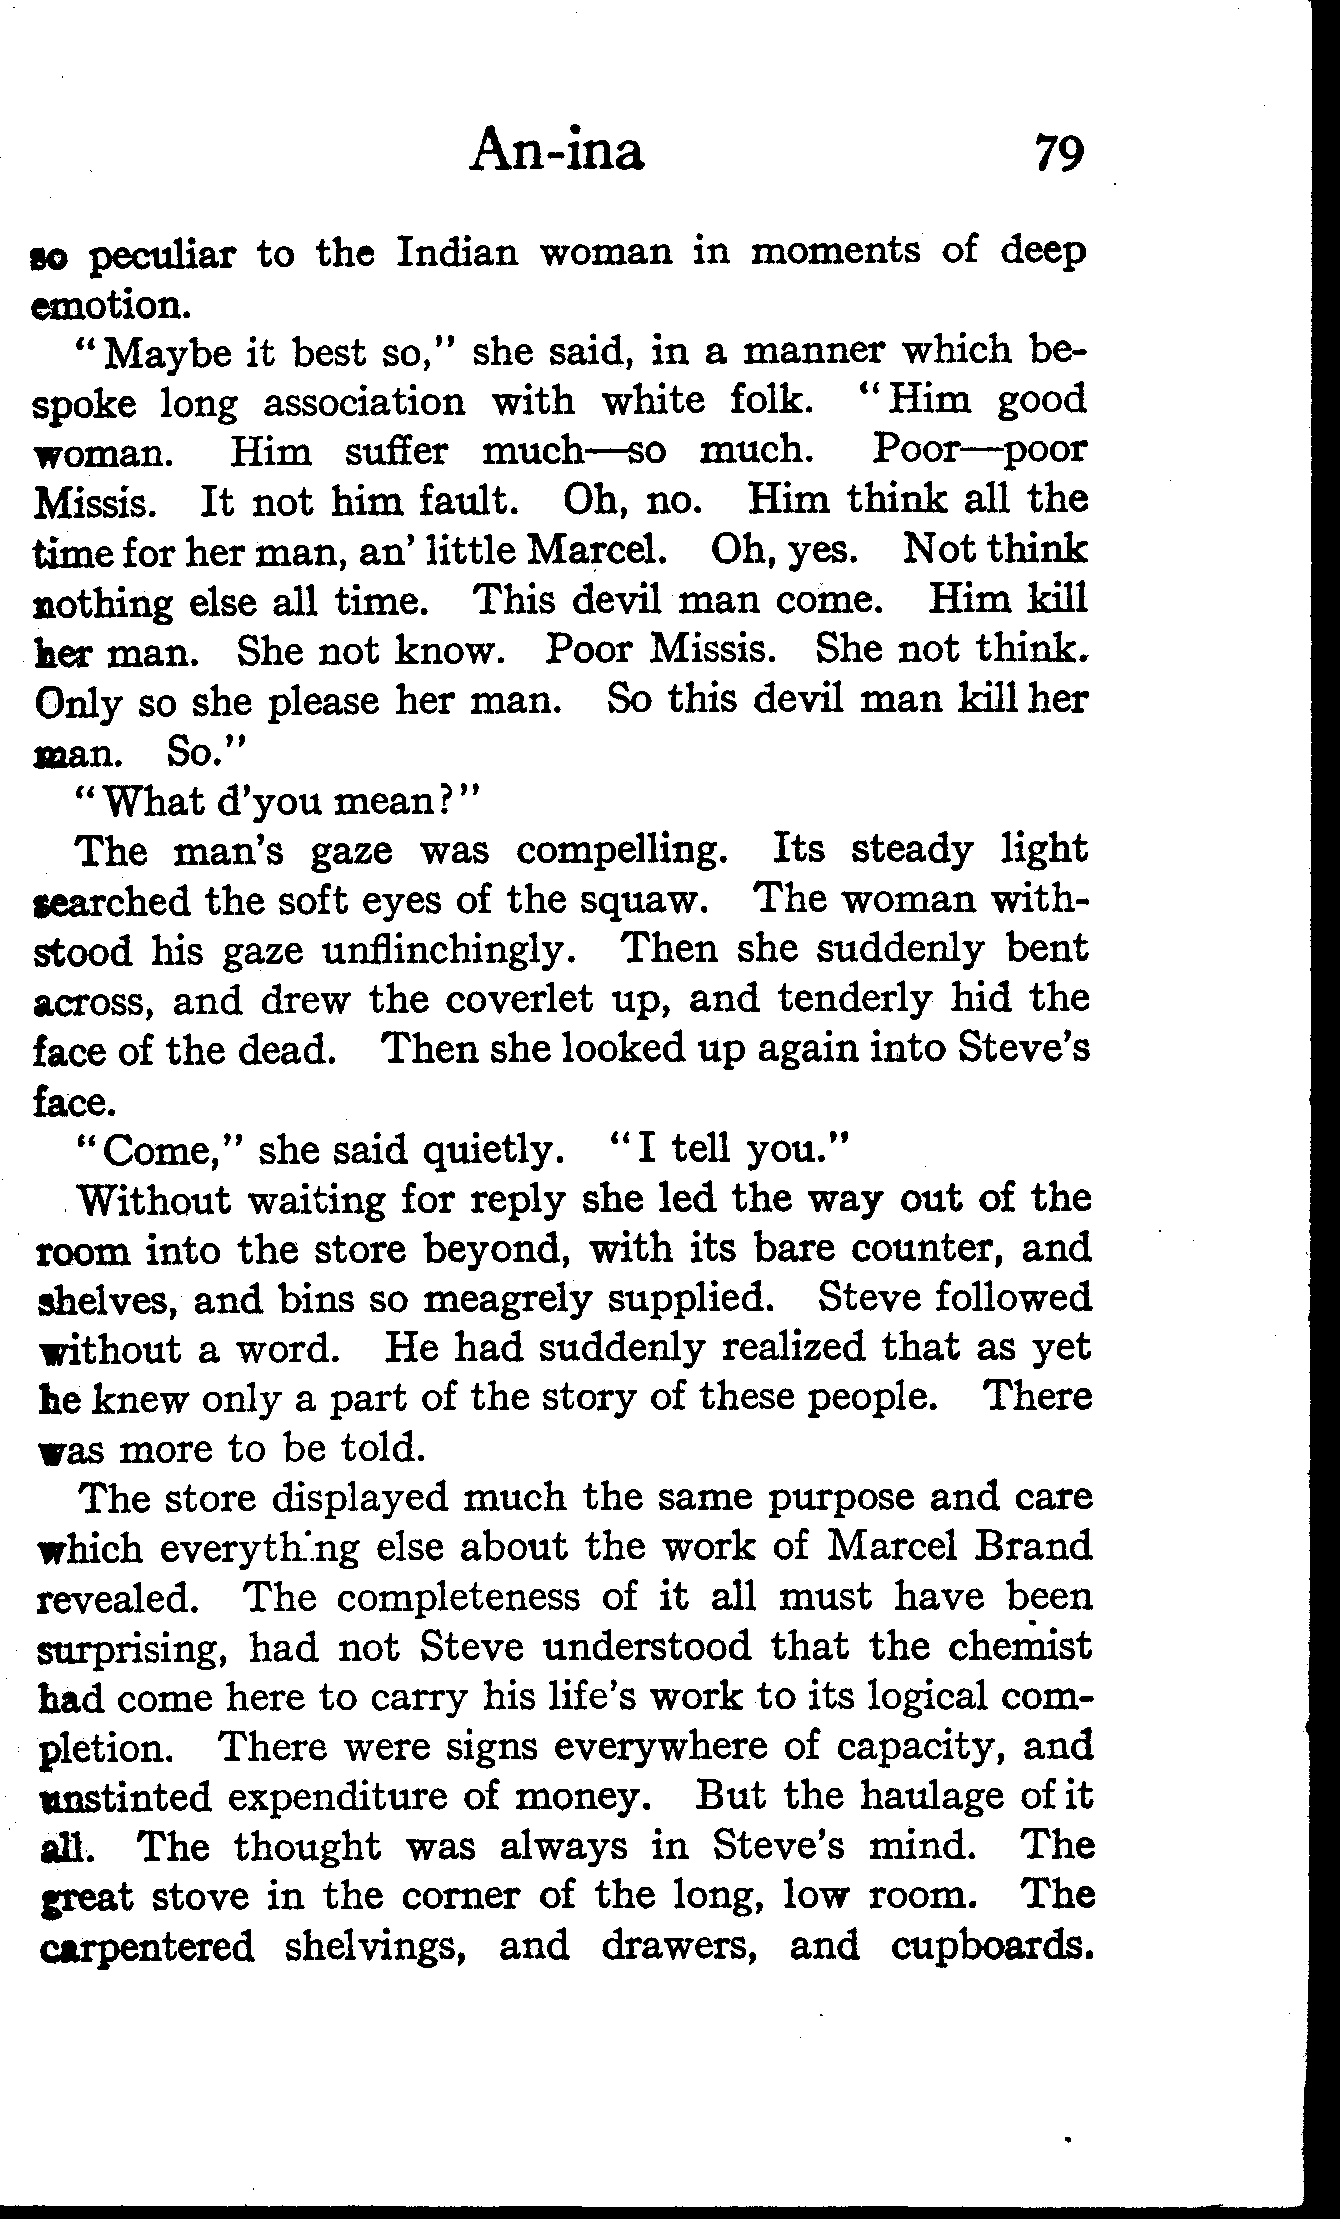 An-ina 79
so peculiar to the Indian woman in moments of deep
emotion.
"Maybe it best so," she said, in a manner which be-
spoke long association with white folk. "Him good
woman. Him suffer much—so much. Poor—poor
Missis. It not him fault. Oh, no. Him think all the
time for her man, an' little Marcel. Oh, yes. Not think
nothing else all time. This devil man come. Him kill
her man. She not know. Poor Missis. She not think.
Only so she please her man. So this devil man kill her
man. So."
"What d'you mean?"
The man's gaze was compelling. Its steady light
searched the soft eyes of the squaw. The woman with-
stood his gaze unflinchingly. Then she suddenly bent
across, and drew the coverlet up, and tenderly hid the
face of the dead. Then she looked up again into Steve's
face.
"Come," she said quietly. "I tell you."
Without waiting for reply she led the way out of the
room into the store beyond, with its bare counter, and
shelves, and bins so meagrely supplied. Steve followed
without a word. He had suddenly realized that as yet
he knew only a part of the story of these people. There
was more to be told.
The store displayed much the same purpose and care
which everything else about the work of Marcel Brand
revealed. The completeness of it all must have been
surprising, had not Steve understood that the chemist
had come here to carry his life's work to its logical com-
pletion. There were signs everywhere of capacity, and
unstinted expenditure of money. But the haulage of it
all. The thought was always in Steve's mind. The
great stove in the corner of the long, low room. The
carpentered shelvings, and drawers, and cupboards.